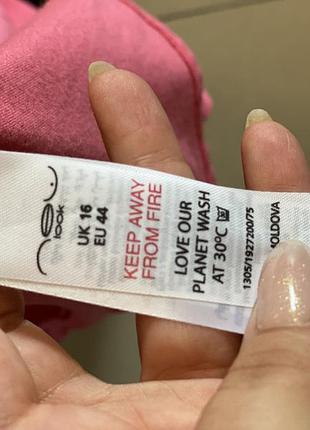 new
look
UK 16
EU 44
KEEP AWAY
FROM FIRE
LOVE OUR
PLANET WASH
AT 30°C
1305/1927200/75
MOLDOVA